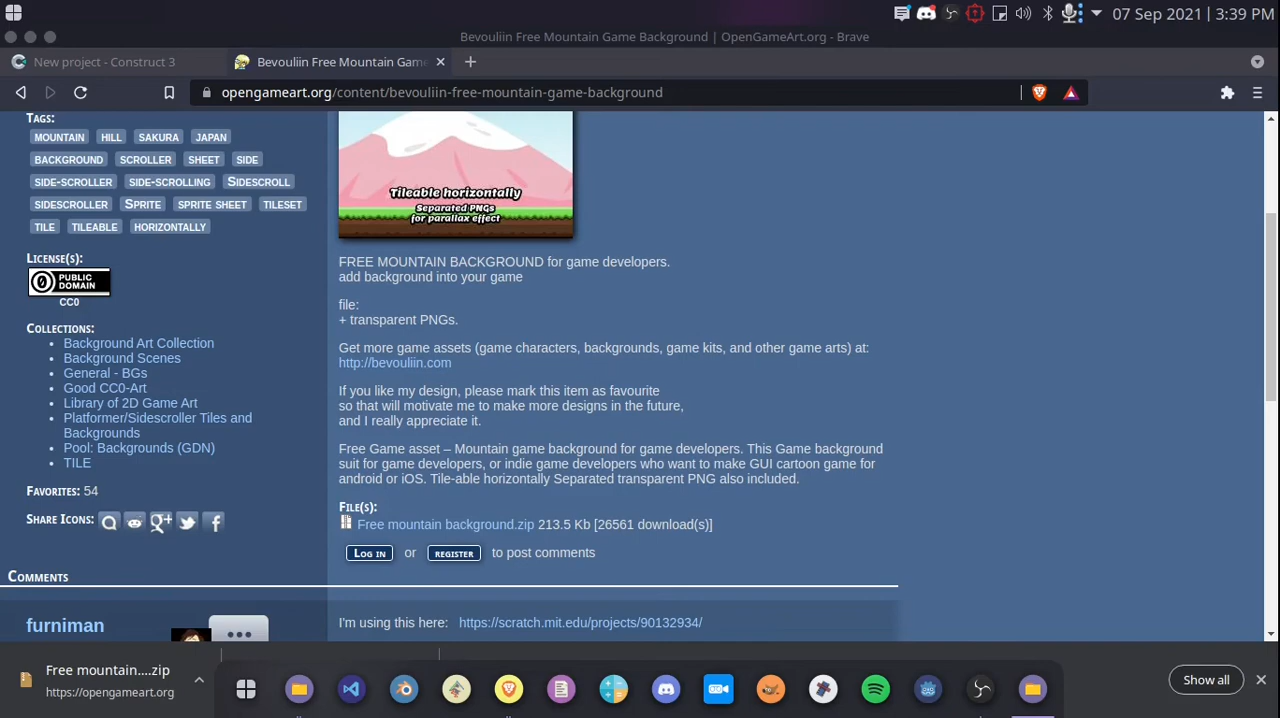 07 Sep 2021 | 3:39 PM
Bevouliin Free Mountain Game Background | OpenGameArt.org - Brave
New project - Construct 3
Bevouliin Free Mountain Game
opengameart.org/content/bevouliin-free-mountain-game-background
Tags:
MOUNTAIN HILL SAKURA JAPAN
BACKGROUND SCROLLER SHEET SIDE
SIDE-SCROLLER SIDE-SCROLLING Sidescroll
SIDESCROLLER Sprite SPRITE SHEET TILESET
TILE TILEABLE HORIZONTALLY
License(s):
PUBLIC DOMAIN
CC0
Collections:
Background Art Collection
Background Scenes
General - BGs
Good CC0-Art
Library of 2D Game Art
Platformer/Sidescroller Tiles and
Backgrounds
Pool: Backgrounds (GDN)
TILE
Favorites: 54
Share Icons:
Tileable horizontally
Separated PNGs
for parallax effect
FREE MOUNTAIN BACKGROUND for game developers.
add background into your game
file:
+ transparent PNGs.
Get more game assets (game characters, backgrounds, game kits, and other game arts) at:
http://bevouliin.com
If you like my design, please mark this item as favourite
so that will motivate me to make more designs in the future,
and I really appreciate it.
Free Game asset – Mountain game background for game developers. This Game background
suit for game developers, or indie game developers who want to make GUI cartoon game for
android or iOS. Tile-able horizontally Separated transparent PNG also included.
File(s):
Free mountain background.zip 213.5 Kb [26561 download(s)]
Log in or register to post comments
Comments
furniman
I'm using this here: https://scratch.mit.edu/projects/90132934/
Free mountain....zip
https://opengameart.org
Show all